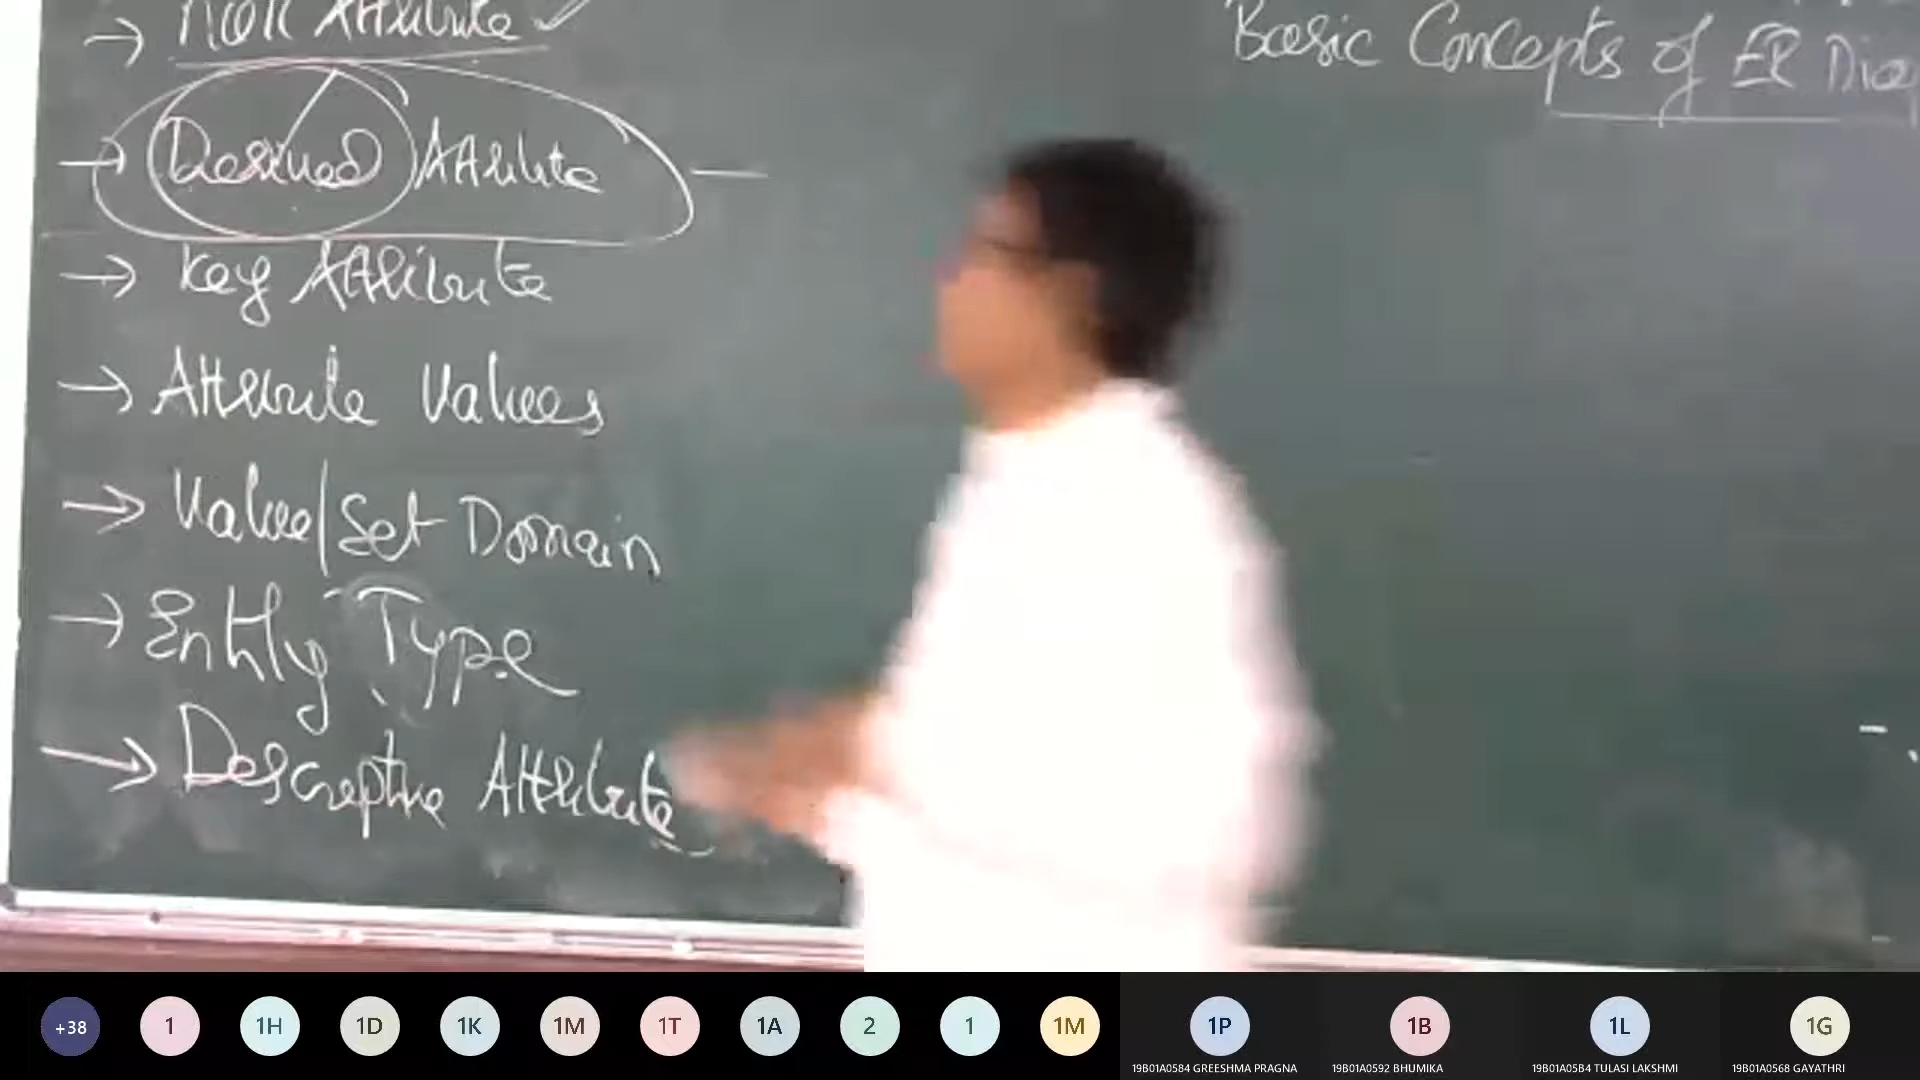 → Null Attribute ✓
→ Derived Attribute —
→ Key Attribute
→ Attribute Values
→ Value/Set Domain
→ Entity Type
→ Descriptive Attribute
Basic Concepts of ER
+38
1
1H
1D
1K
1M
1T
1A
2
1
1M
1P
1B
1L
1G
19B01A0584 GREESHMA PRAGNA
19B01A0592 BHUMIKA
19B01A05B4 TULASI LAKSHMI
19B01A0568 GAYATHRI